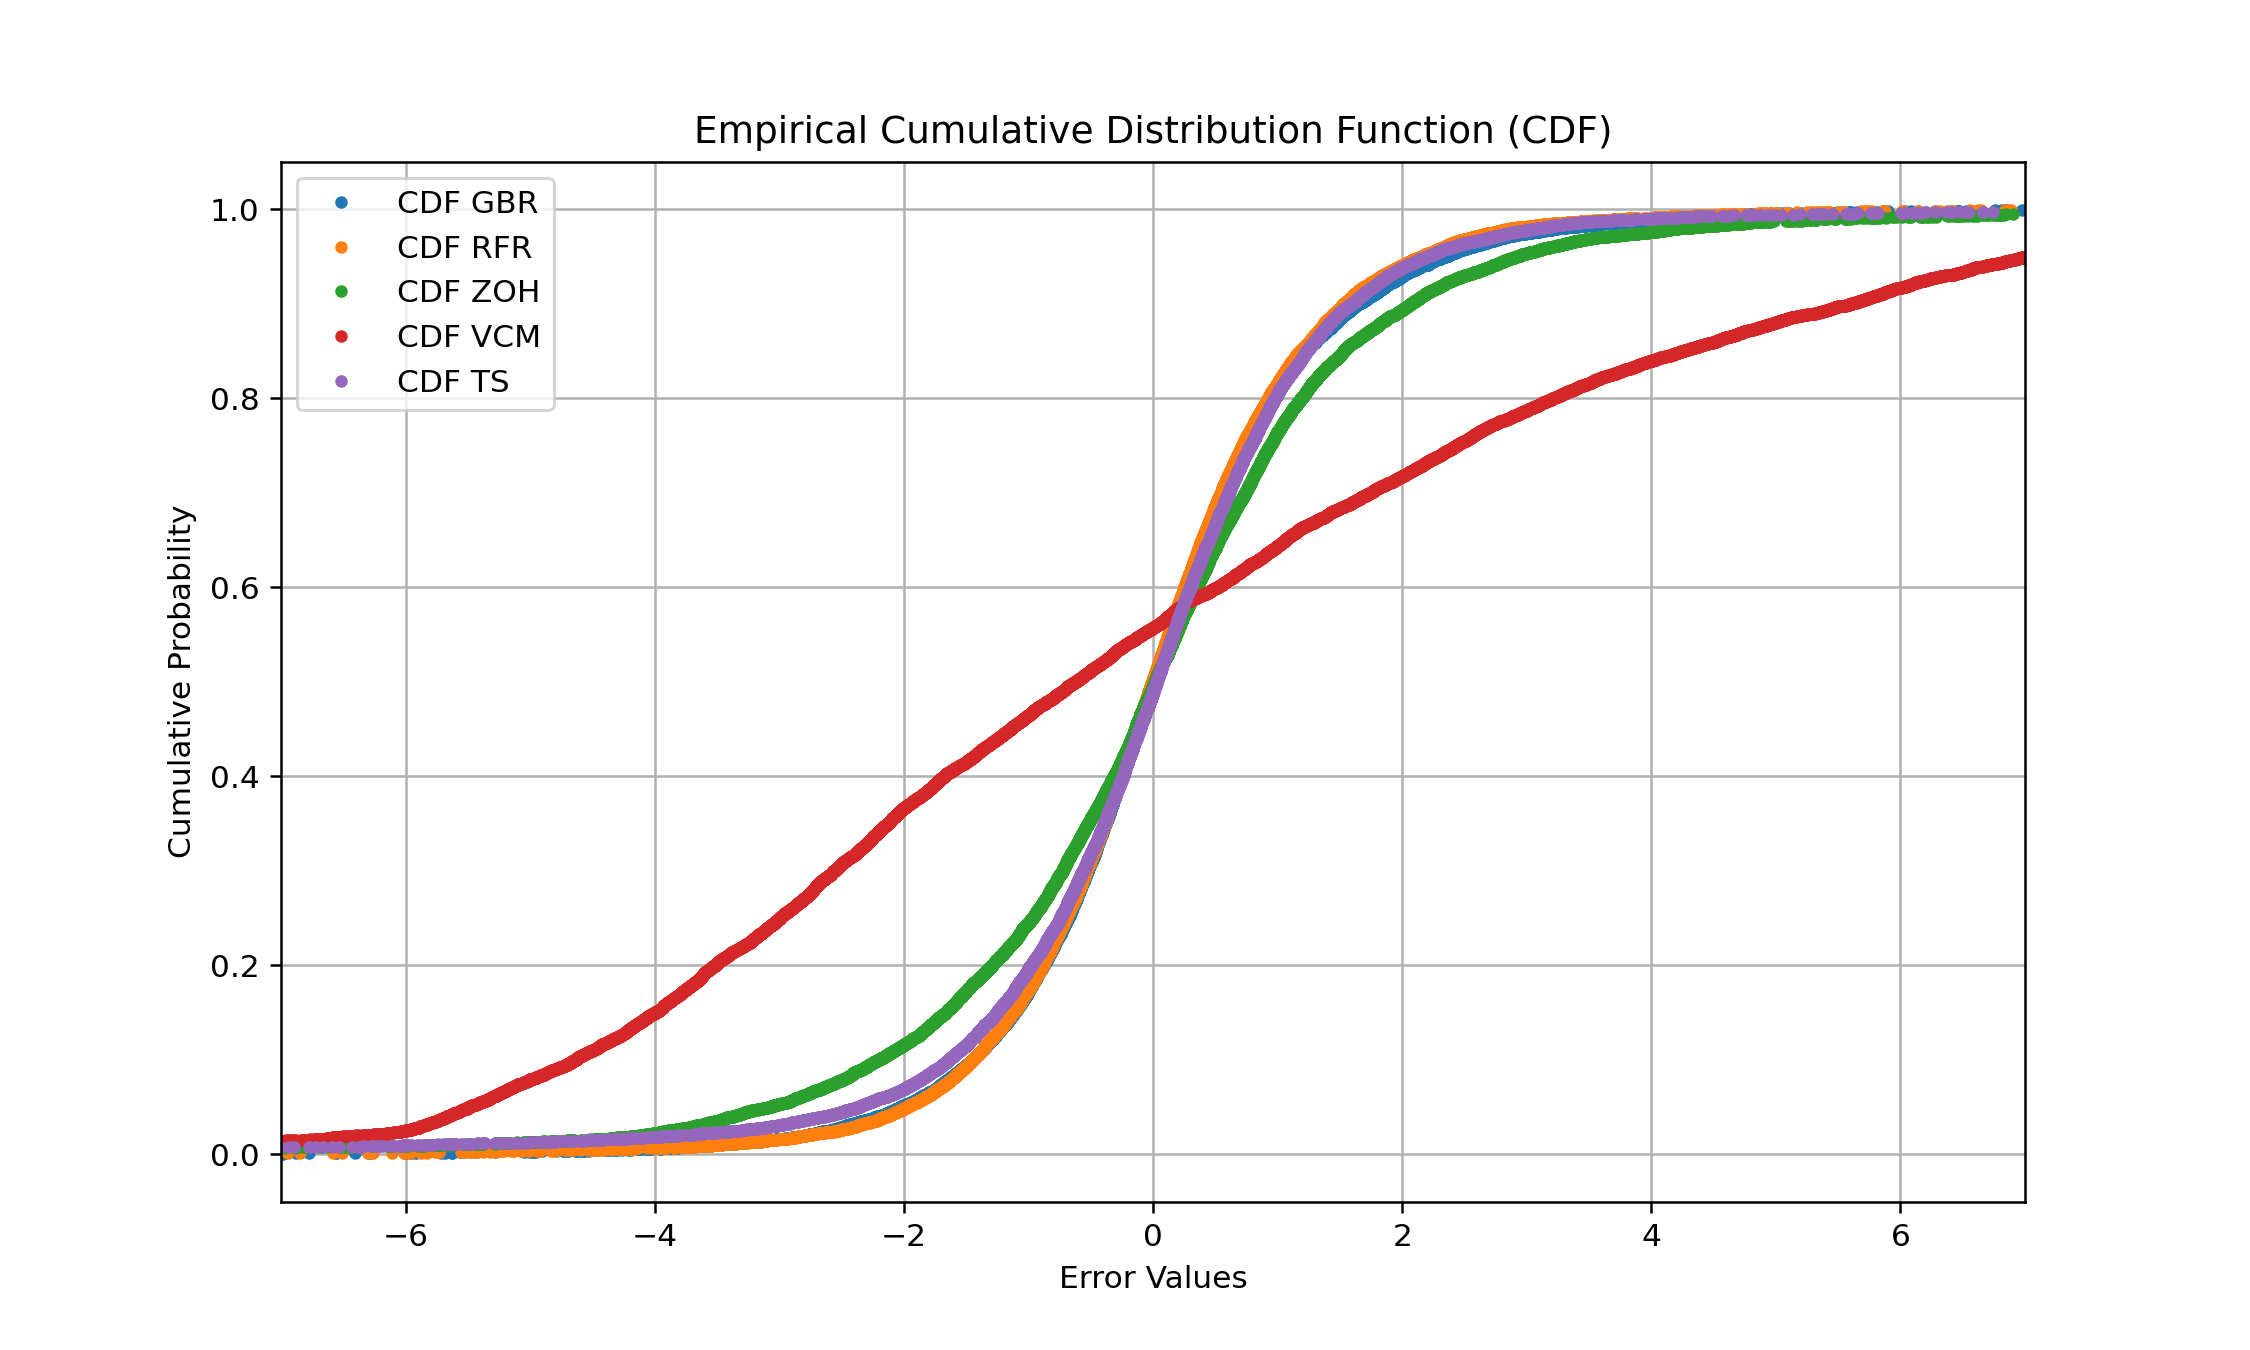 Empirical Cumulative Distribution Function (CDF)
CDF GBR
CDF RFR
CDF ZOH
CDF VCM
CDF TS
1.0
0.8
0.6
0.4
0.2
0.0
Cumulative Probability
−6 −4 −2 0 2 4 6
Error Values